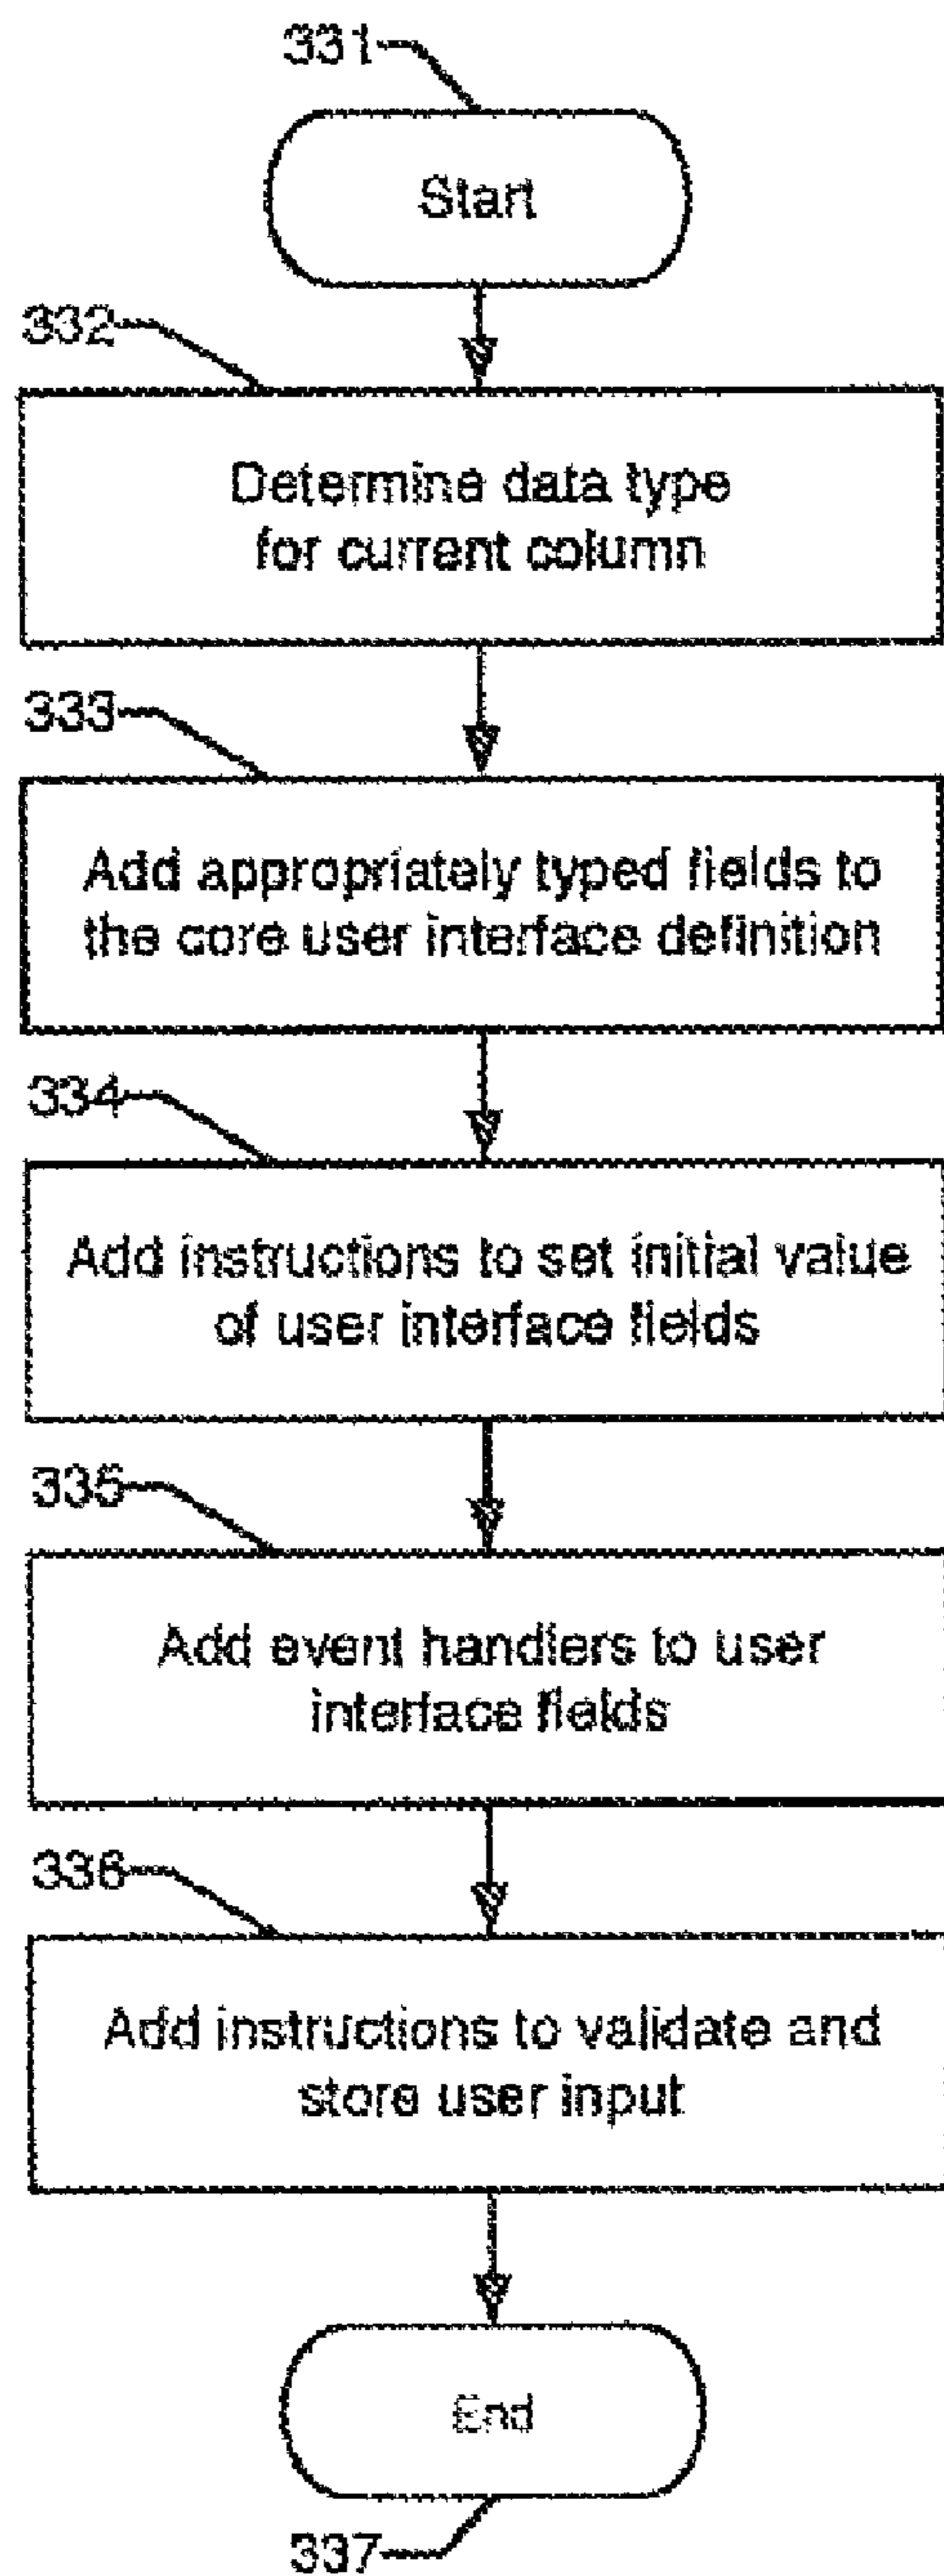 331
Start
332
Determine data type
for current column
333
Add appropriately typed fields to
the core user interface definition
334
Add instructions to set initial value
of user interface fields
335
Add event handlers to user
interface fields
336
Add instructions to validate and
store user input
End
337